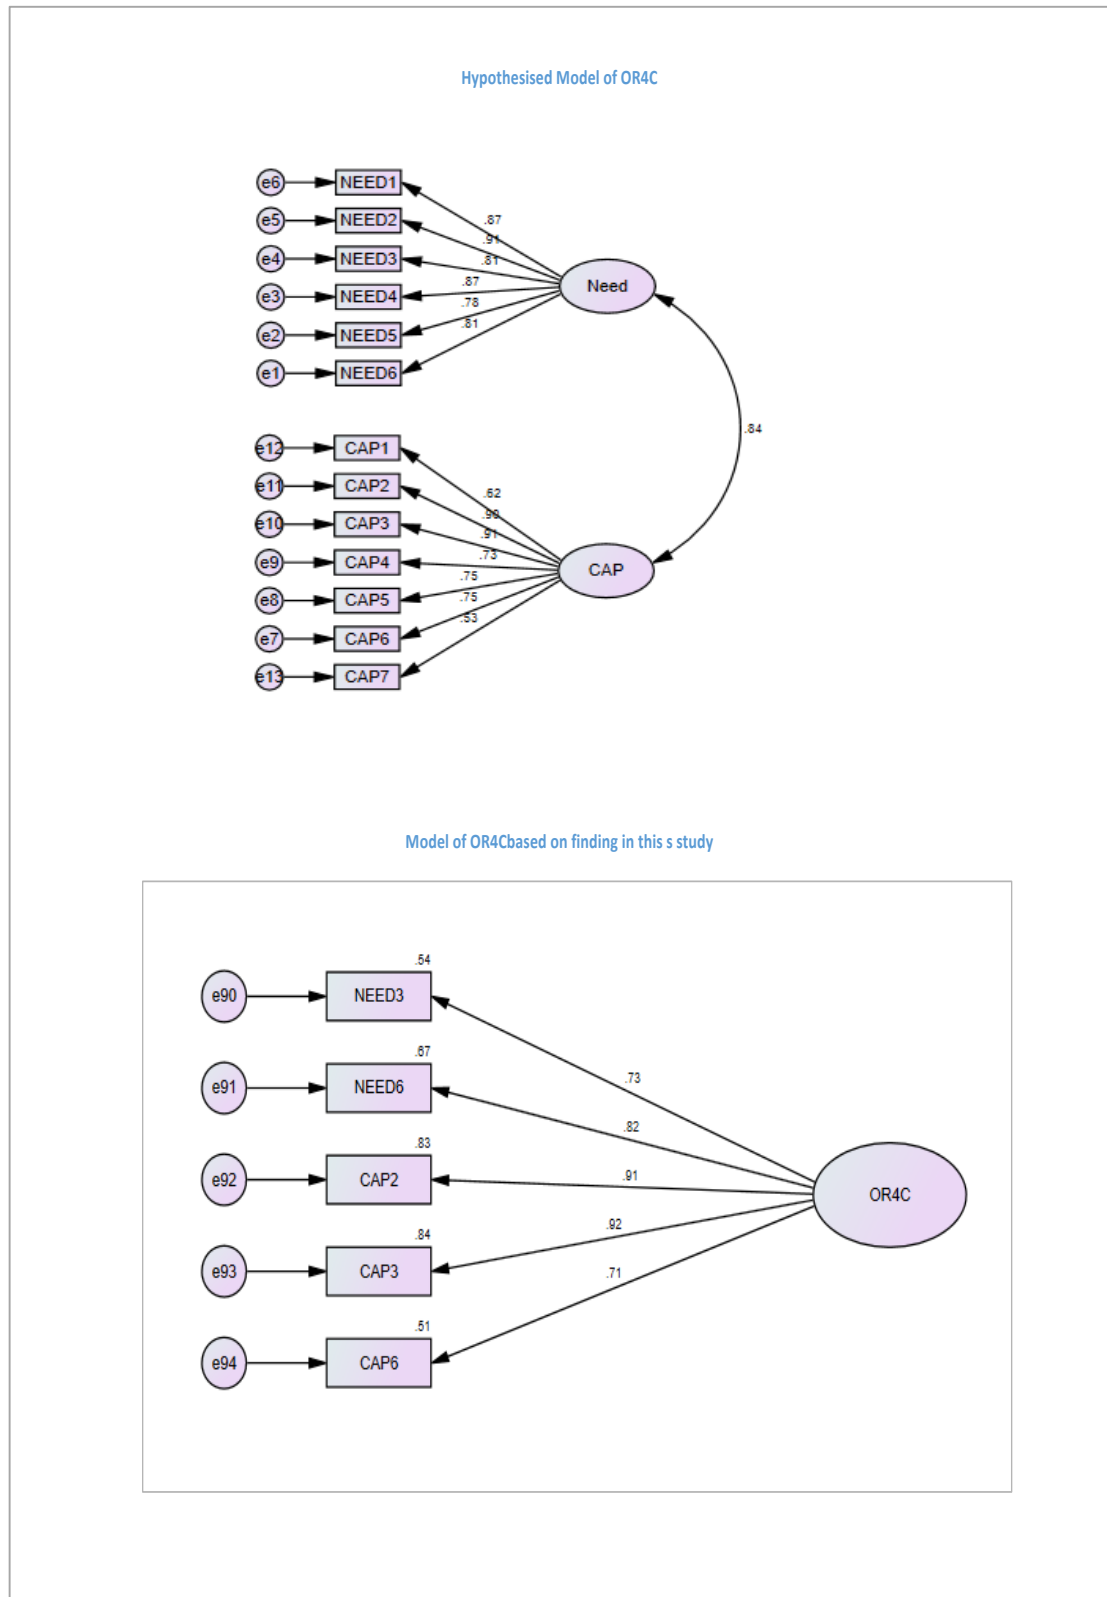 Hypothesised Model of OR4C
e6 NEED1
.87
e5 NEED2
.91
e4 NEED3
.81
Need
e3 NEED4
.87
.78
e2 NEED5
.81
e1 NEED6
.84
e12 CAP1
.62
e11 CAP2
.90
e10 CAP3
.91
e9 CAP4
.73
CAP
.75
e8 CAP5
.75
.53
e7 CAP6
e13 CAP7
Model of OR4Cbased on finding in this s study
.54
e90 NEED3
.67
.73
e91 NEED6
.82
.83
e92 CAP2
.91
OR4C
.84
.92
e93 CAP3
.71
.51
e94 CAP6